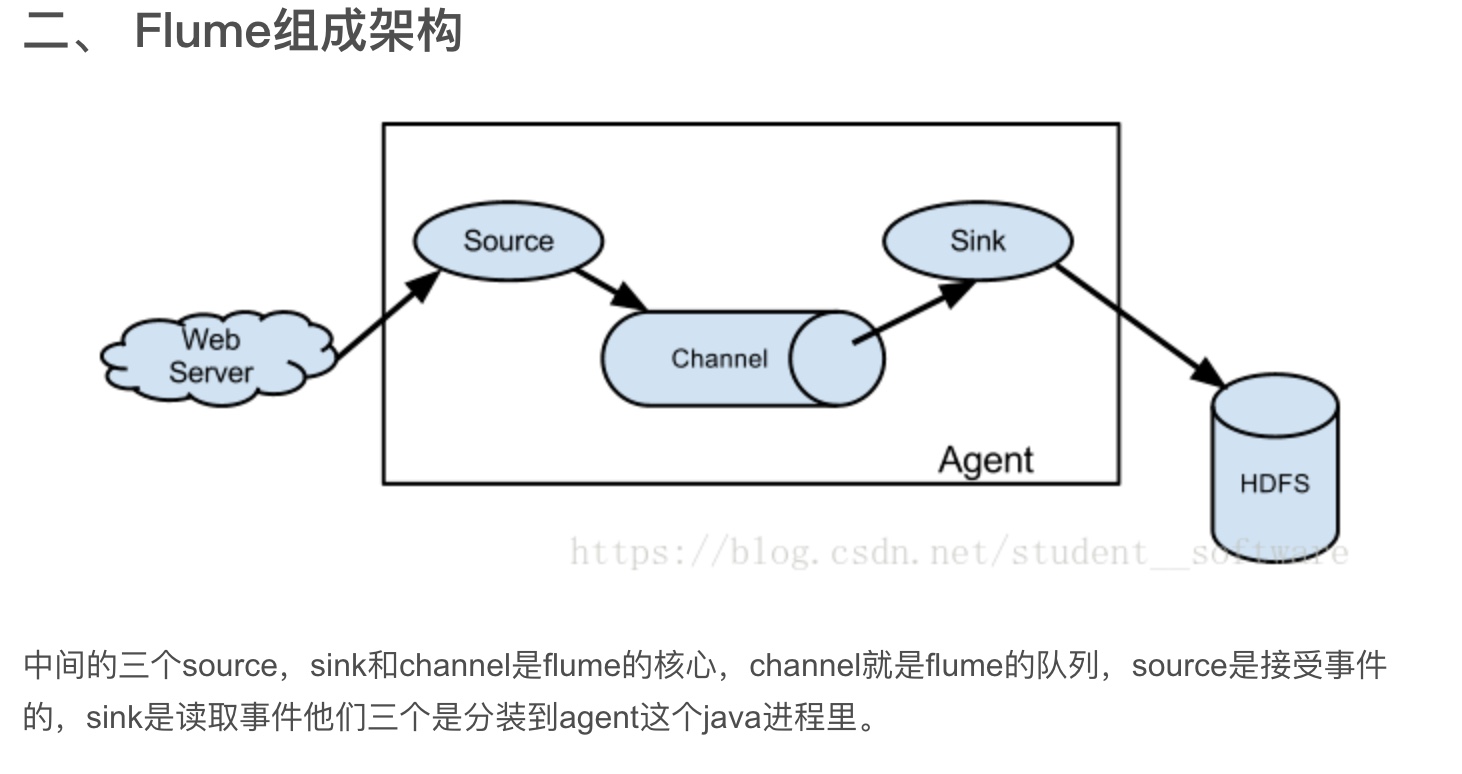 二、 Flume组成架构
Source
Sink
Web
Server
Channel
Agent
HDFS
https://blog.csdn.net/student__software
中间的三个source，sink和channel是flume的核心，channel就是flume的队列，source是接受事件
的，sink是读取事件他们三个是分装到agent这个java进程里。